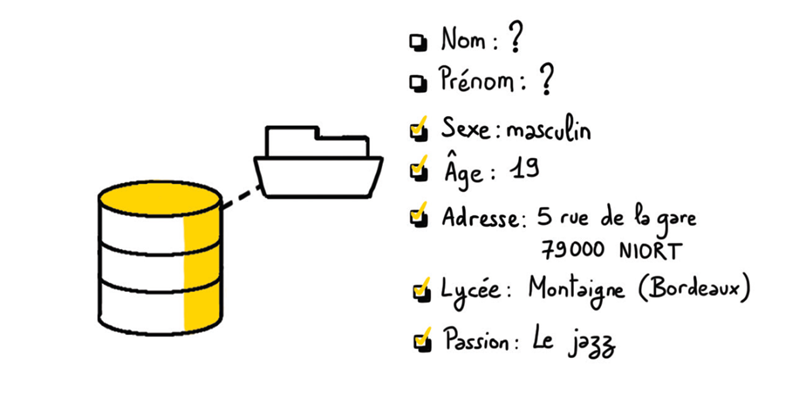 Nom : ?
Prénom : ?
Sexe : masculin
Âge : 19
Adresse : 5 rue de la gare
79000 NIORT
Lycée : Montaigne (Bordeaux)
Passion : Le jazz